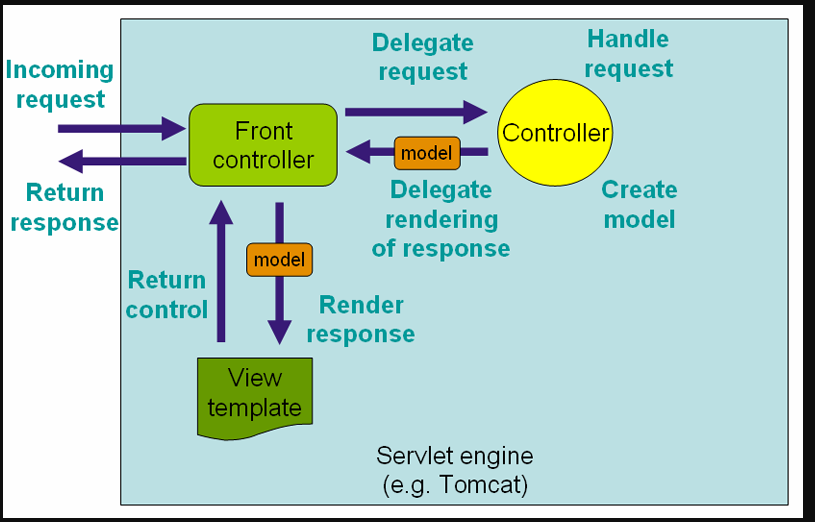 Incoming
request
Return
response
Front
controller
Delegate
request
Handle
request
Controller
model
Delegate
rendering
of response
Create
model
model
Return
control
Render
response
View
template
Servlet engine
(e.g. Tomcat)